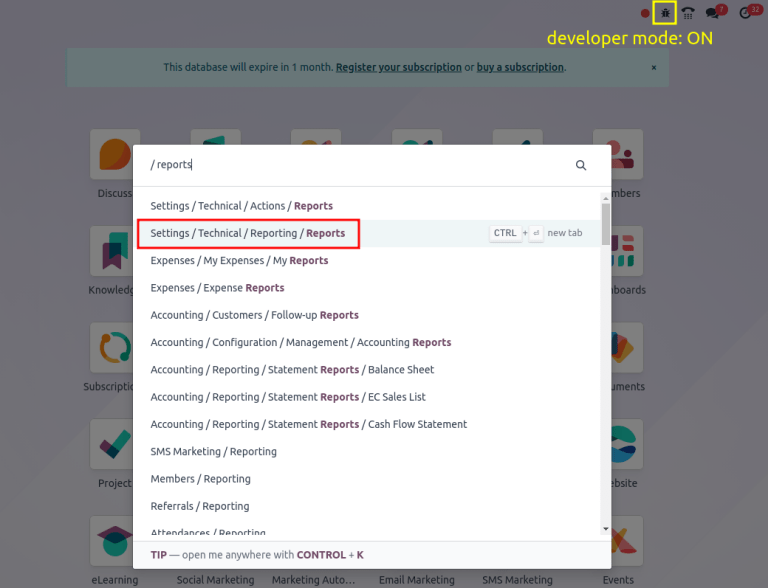 7
32
developer mode: ON
This database will expire in 1 month. Register your subscription or buy a subscription. ×
/ reports
Discuss
mbers
Settings / Technical / Actions / Reports
Settings / Technical / Reporting / Reports CTRL + ⏎ new tab
Expenses / My Expenses / My Reports
Knowledg
boards
Expenses / Expense Reports
Accounting / Customers / Follow-up Reports
Accounting / Configuration / Management / Accounting Reports
Accounting / Reporting / Statement Reports / Balance Sheet
Subscriptio
uments
Accounting / Reporting / Statement Reports / EC Sales List
Accounting / Reporting / Statement Reports / Cash Flow Statement
SMS Marketing / Reporting
Members / Reporting
Project
ebsite
Referrals / Reporting
Attendances / Reporting
TIP — open me anywhere with CONTROL + K
eLearning Social Marketing Marketing Auto... Email Marketing SMS Marketing Events